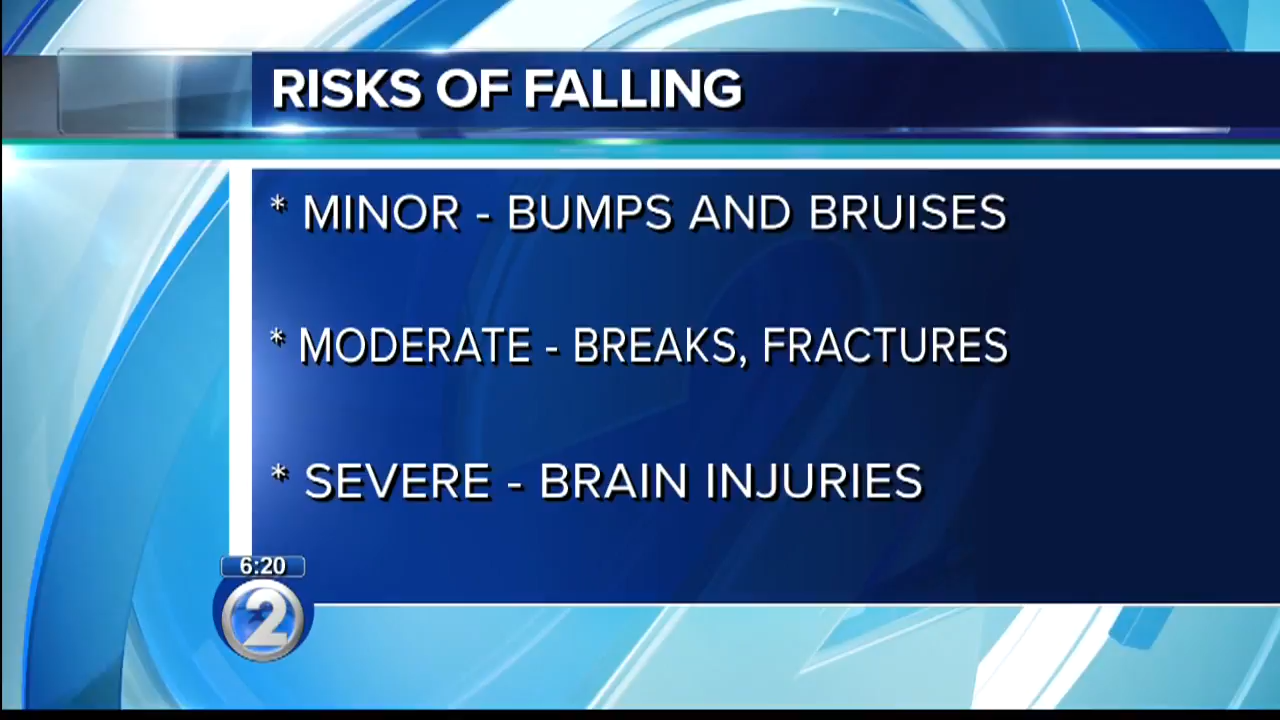 RISKS OF FALLING
* MINOR - BUMPS AND BRUISES
* MODERATE - BREAKS, FRACTURES
* SEVERE - BRAIN INJURIES
6:20
2